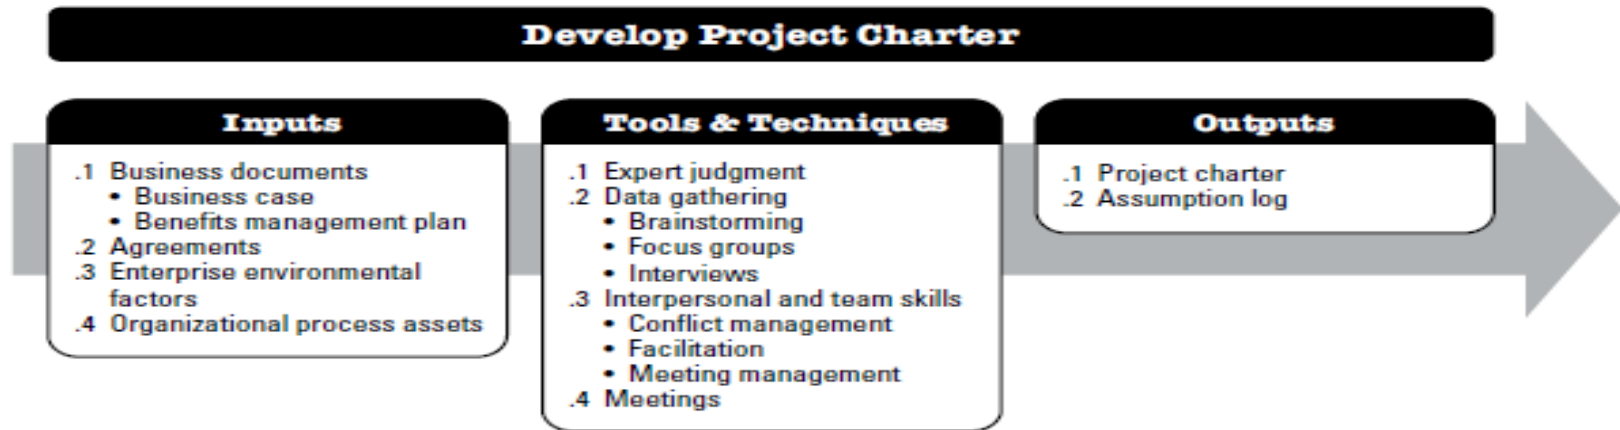 Develop Project Charter
Inputs
.1 Business documents
• Business case
• Benefits management plan
.2 Agreements
.3 Enterprise environmental
factors
.4 Organizational process assets
Tools & Techniques
.1 Expert judgment
.2 Data gathering
• Brainstorming
• Focus groups
• Interviews
.3 Interpersonal and team skills
• Conflict management
• Facilitation
• Meeting management
.4 Meetings
Outputs
.1 Project charter
.2 Assumption log